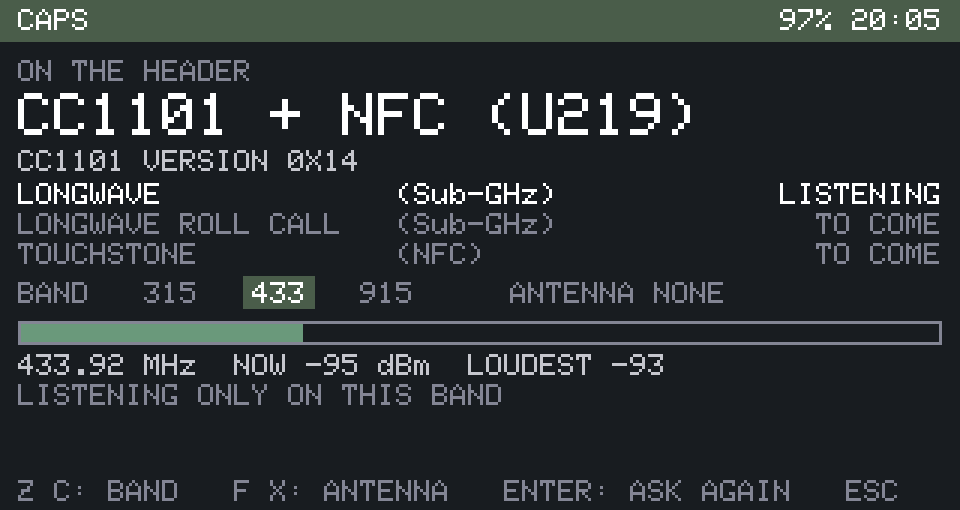 CAPS 97% 20:05
ON THE HEADER
CC1101 + NFC (U219)
CC1101 VERSION 0X14
LONGWAVE (Sub-GHz) LISTENING
LONGWAVE ROLL CALL (Sub-GHz) TO COME
TOUCHSTONE (NFC) TO COME
BAND 315 433 915 ANTENNA NONE
433.92 MHz NOW -95 dBm LOUDEST -93
LISTENING ONLY ON THIS BAND
Z C: BAND F X: ANTENNA ENTER: ASK AGAIN ESC